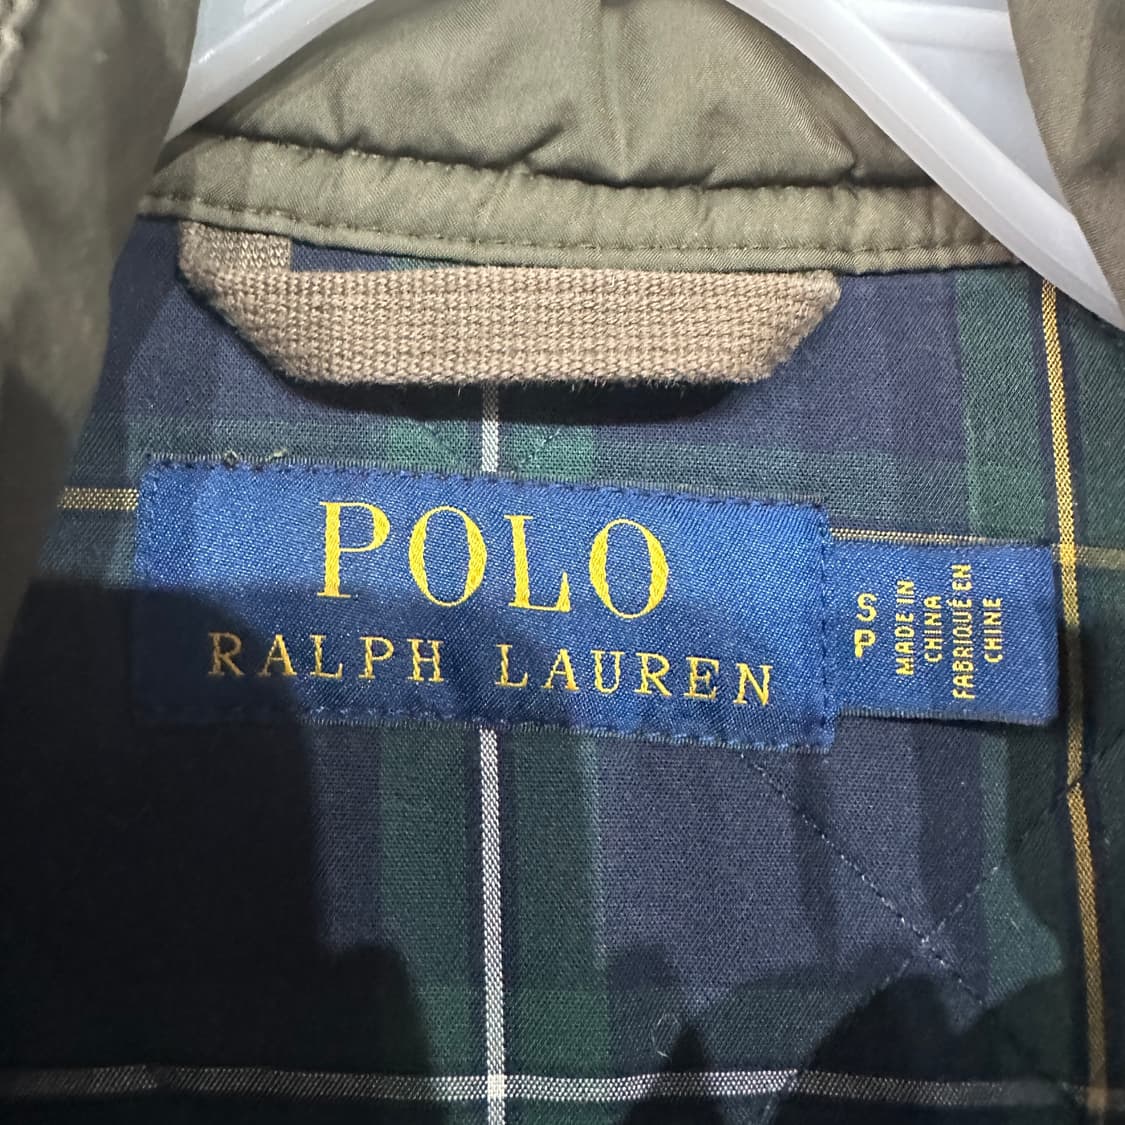 POLO
RALPH LAUREN
S
P
MADE IN
CHINA
FABRIQUÉ EN
CHINE